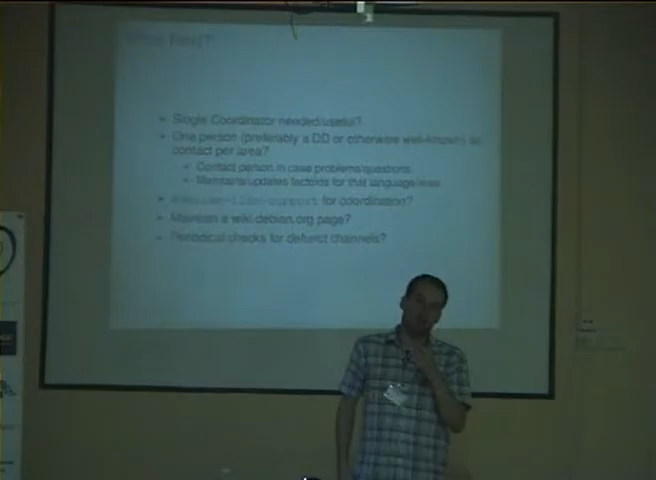 What Next?
Single Coordinator needed/useful?
One person (preferably a DD or otherwise well-known) as
contact per area?
Contact person in case problems/questions
Maintains/updates factoids for that language/area
for coordination?
Maintain a wiki.debian.org page?
Periodical checks for defunct channels?